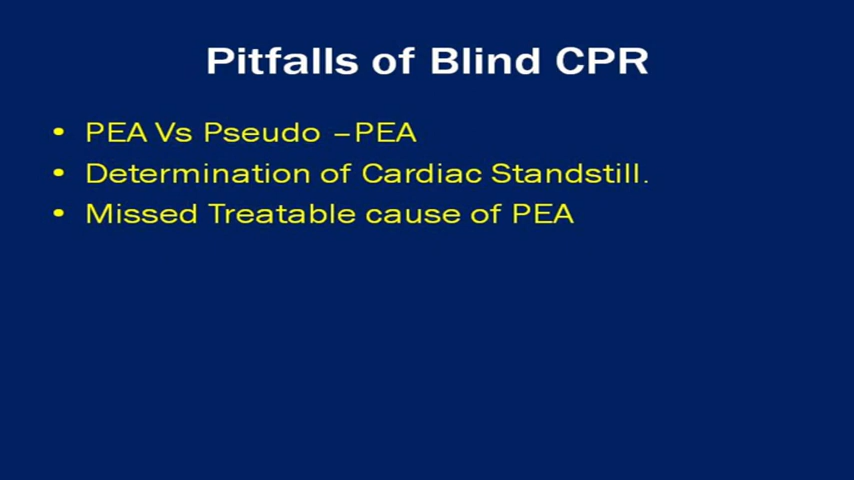 Pitfalls of Blind CPR
• PEA Vs Pseudo –PEA
• Determination of Cardiac Standstill.
• Missed Treatable cause of PEA